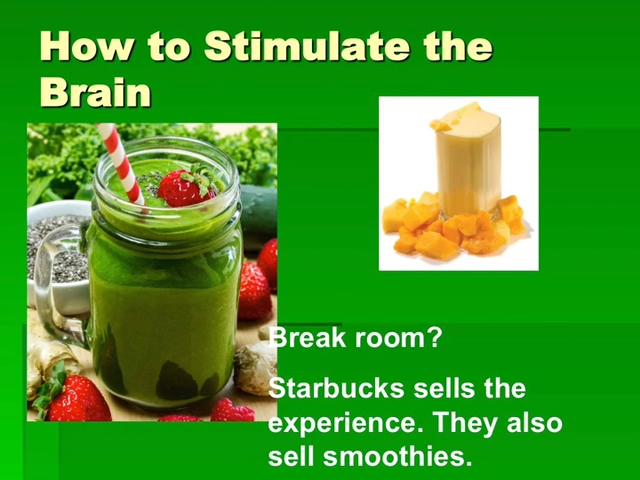 How to Stimulate the
Brain
Break room?
Starbucks sells the
experience. They also
sell smoothies.